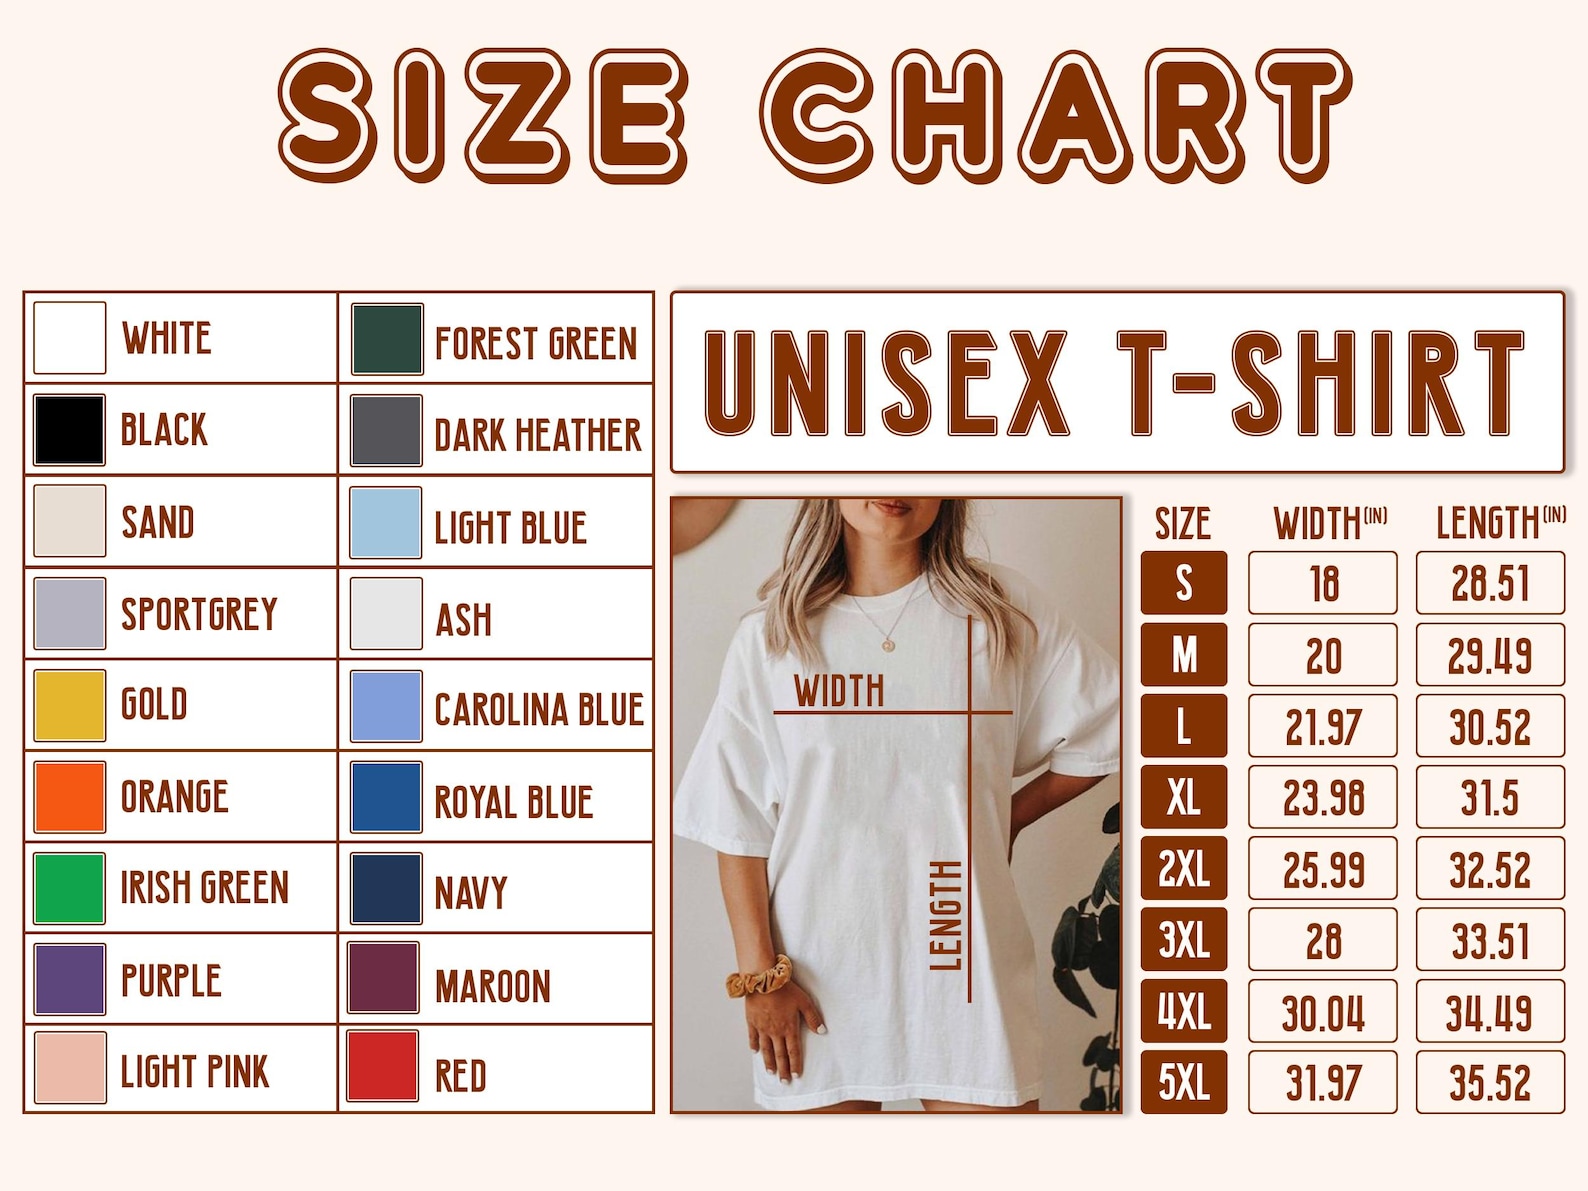 SIZE CHART
WHITE
FOREST GREEN
BLACK
DARK HEATHER
SAND
LIGHT BLUE
SPORTGREY
ASH
GOLD
CAROLINA BLUE
ORANGE
ROYAL BLUE
IRISH GREEN
NAVY
PURPLE
MAROON
LIGHT PINK
RED
UNISEX T-SHIRT
WIDTH
LENGTH
SIZE WIDTH(IN) LENGTH(IN)
S 18 28.51
M 20 29.49
L 21.97 30.52
XL 23.98 31.5
2XL 25.99 32.52
3XL 28 33.51
4XL 30.04 34.49
5XL 31.97 35.52